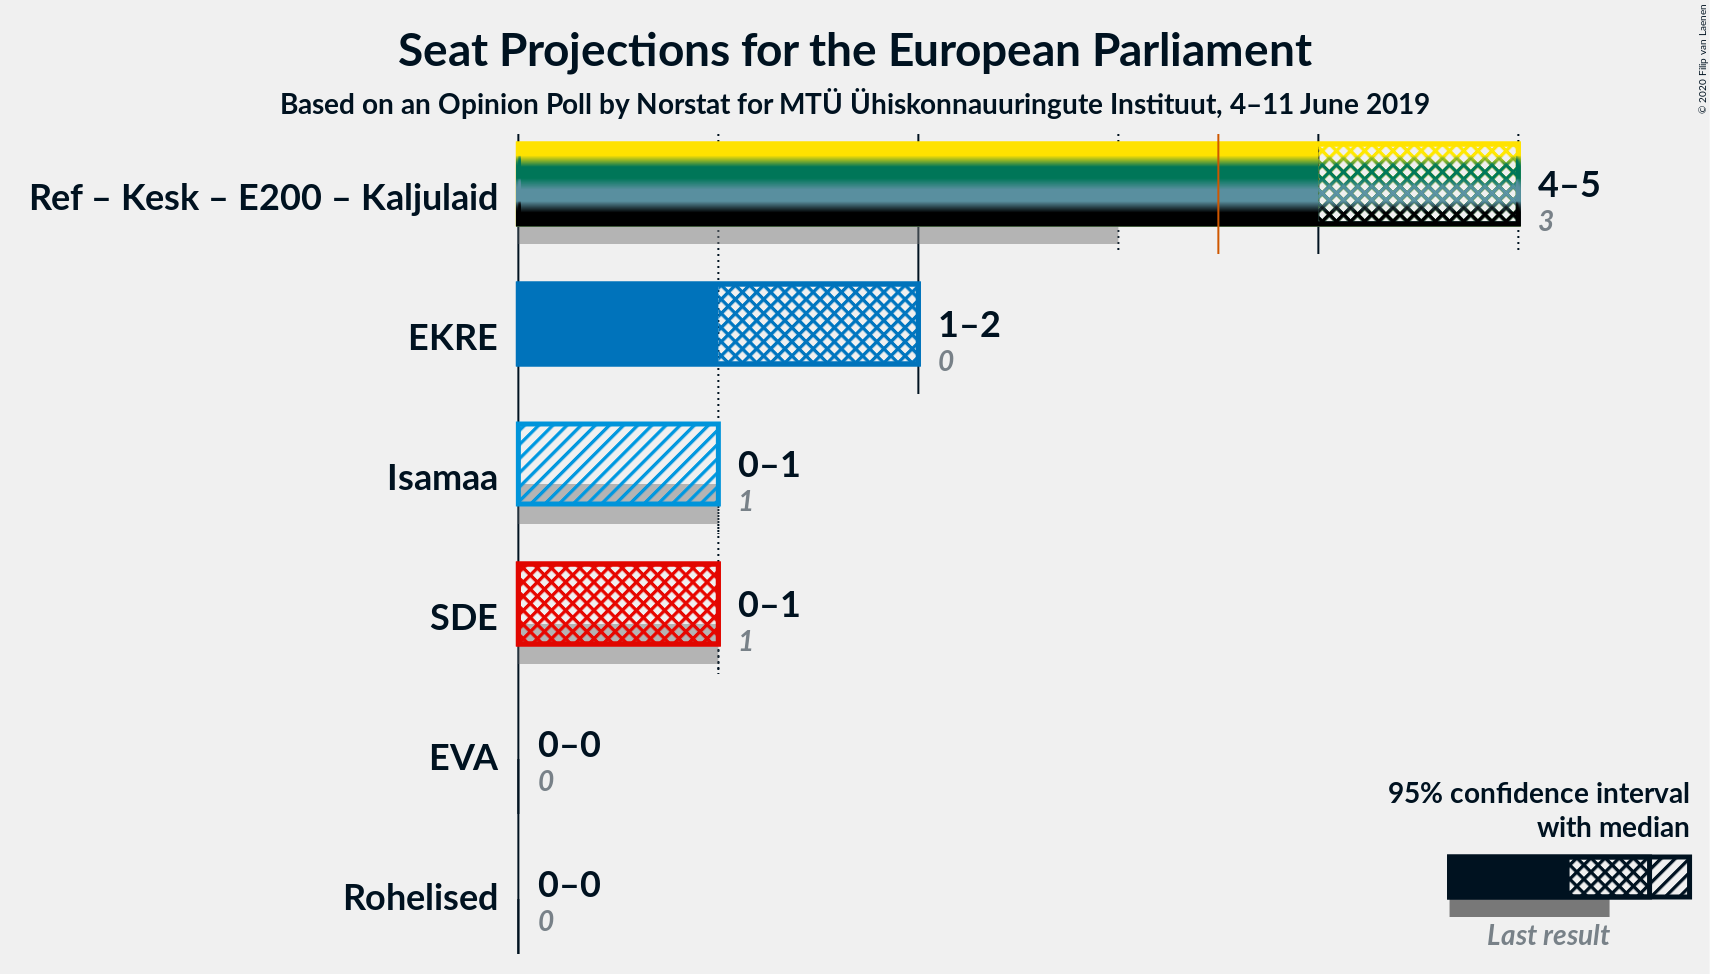 Seat Projections for the European Parliament
Based on an Opinion Poll by Norstat for MTÜ Ühiskonnauuringute Instituut, 4–11 June 2019
© 2020 Filip van Laenen
Ref – Kesk – E200 – Kaljulaid
4–5
3
EKRE
1–2
0
Isamaa
0–1
1
SDE
0–1
1
EVA
0–0
0
Rohelised
0–0
0
95% confidence interval
with median
Last result